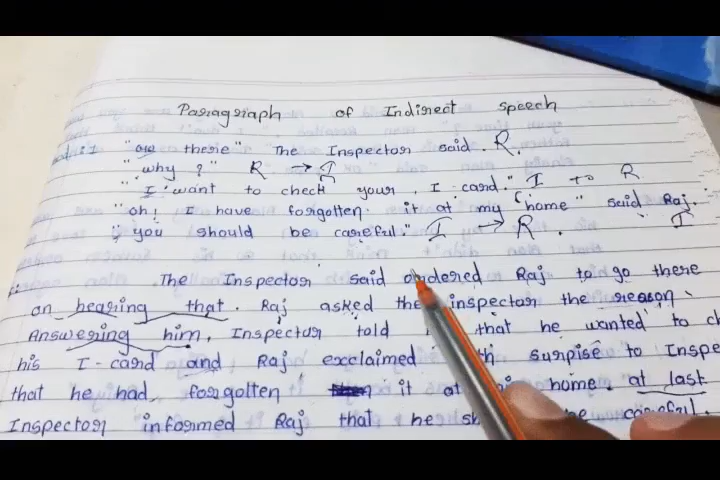 Paragraph of Indirect speech
"Go there" The Inspector said R.
"why ?" R → I
"I want to check your I card." I to R
"oh! I have forgotten it at my home" said Raj. I
"you should be careful." I → R.
The Inspector said ordered Raj to go there
on hearing that. Raj asked the inspector the reason
Answering him, Inspector told that he wanted to
his I-card and Raj exclaimed surpise to
that he had forgotten it at home. at last
Inspector informed Raj that he careful.